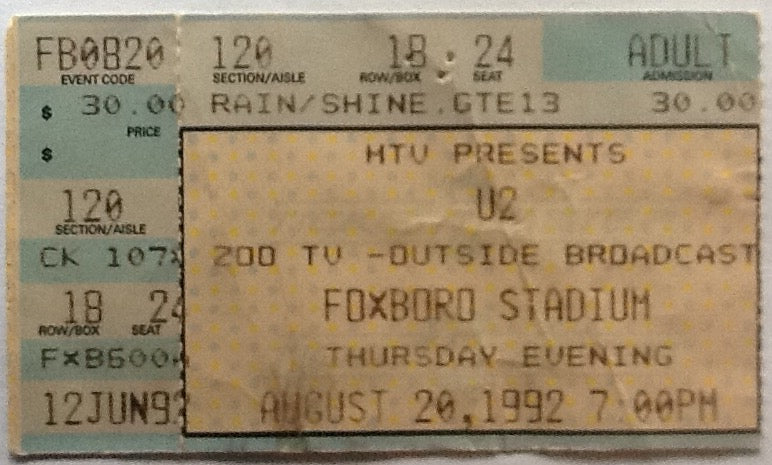 FB0820 120 18 24 ADULT
EVENT CODE SECTION/AISLE ROW/BOX SEAT ADMISSION
$ 30.00 RAIN/SHINE.GTE13 30.00
PRICE
$
HTV PRESENTS
120 U2
SECTION/AISLE
CK 107 ZOO TV -OUTSIDE BROADCAST
18 24 FOXBORO STADIUM
ROW/BOX SEAT
THURSDAY EVENING
12JUN92 AUGUST 20,1992 7:00PM